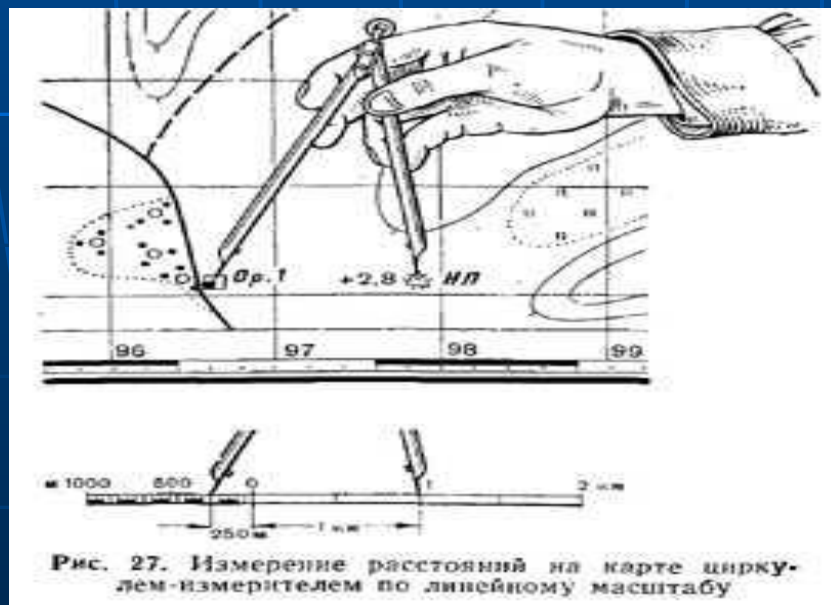 Ор.1 +2,8 НП
96 97 98 99
м 1000 500 0 1 2 км
250 м 1 км
Рис. 27. Измерение расстояний на карте цирку-
лем-измерителем по линейному масштабу